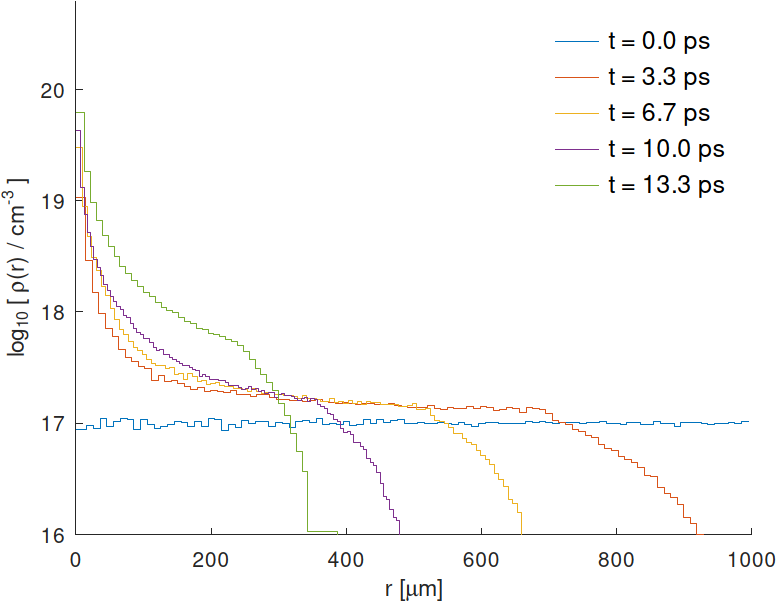 t = 0.0 ps
t = 3.3 ps
t = 6.7 ps
t = 10.0 ps
t = 13.3 ps
20
19
18
17
16
log10 [ ρ(r) / cm-3 ]
0 200 400 600 800 1000
r [μm]